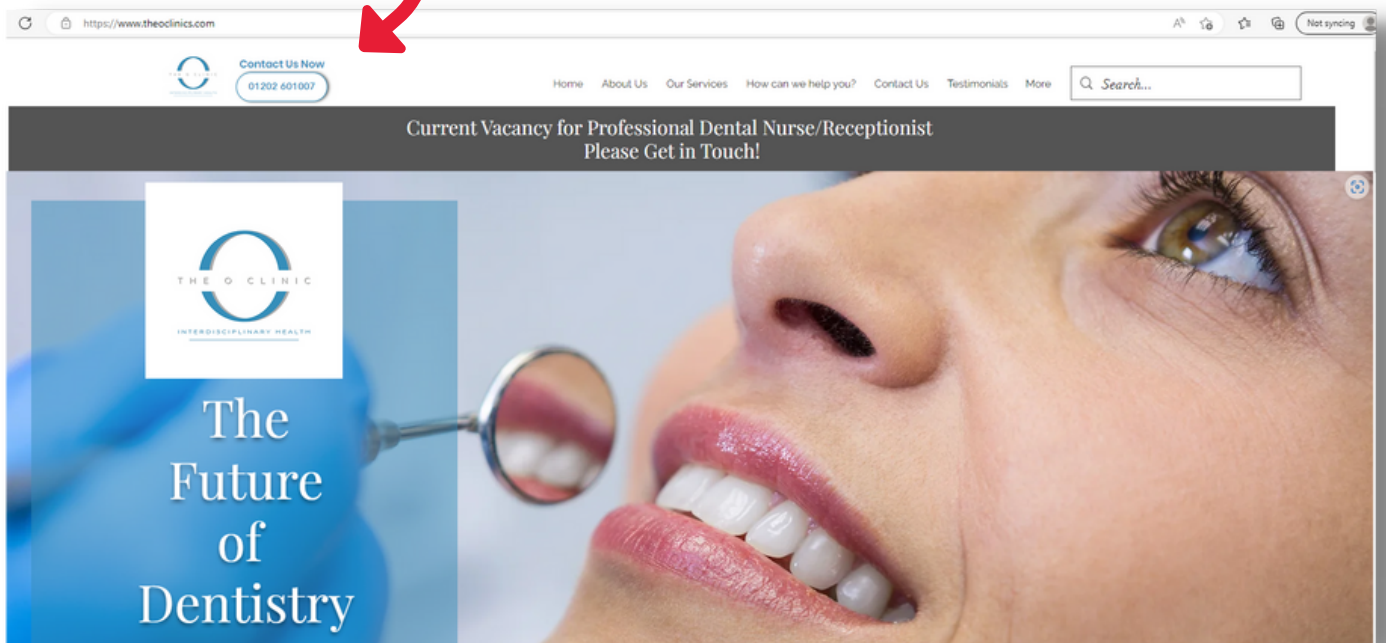 https://www.theoclinics.com
Not syncing
THE O CLINIC
Contact Us Now
01202 601007
Home About Us Our Services How can we help you? Contact Us Testimonials More
Search...
Current Vacancy for Professional Dental Nurse/Receptionist
Please Get in Touch!
THE O CLINIC
INTERDISCIPLINARY HEALTH
The
Future
of
Dentistry